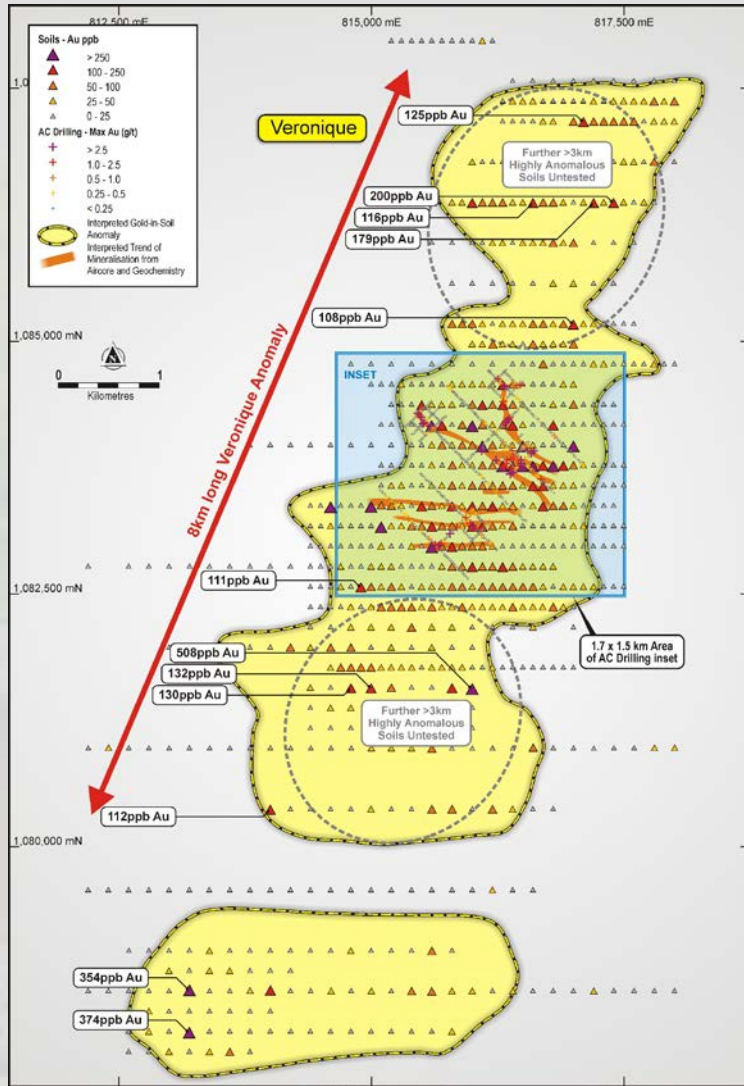 812,500 mE
815,000 mE
817,500 mE
Soils - Au ppb
> 250
100 - 250
50 - 100
25 - 50
0 - 25
AC Drilling - Max Au (g/t)
> 2.5
1.0 - 2.5
0.5 - 1.0
0.25 - 0.5
< 0.25
Interpreted Gold-in-Soil
Anomaly
Interpreted Trend of
Mineralisation from
Aircore and Geochemistry
Veronique
125ppb Au
Further >3km
Highly Anomalous
Soils Untested
200ppb Au
116ppb Au
179ppb Au
108ppb Au
1,085,000 mN
N
0 1
Kilometres
INSET
8km long Veronique Anomaly
1,082,500 mN
111ppb Au
1.7 x 1.5 km Area
of AC Drilling inset
508ppb Au
132ppb Au
130ppb Au
Further >3km
Highly Anomalous
Soils Untested
112ppb Au
1,080,000 mN
354ppb Au
374ppb Au